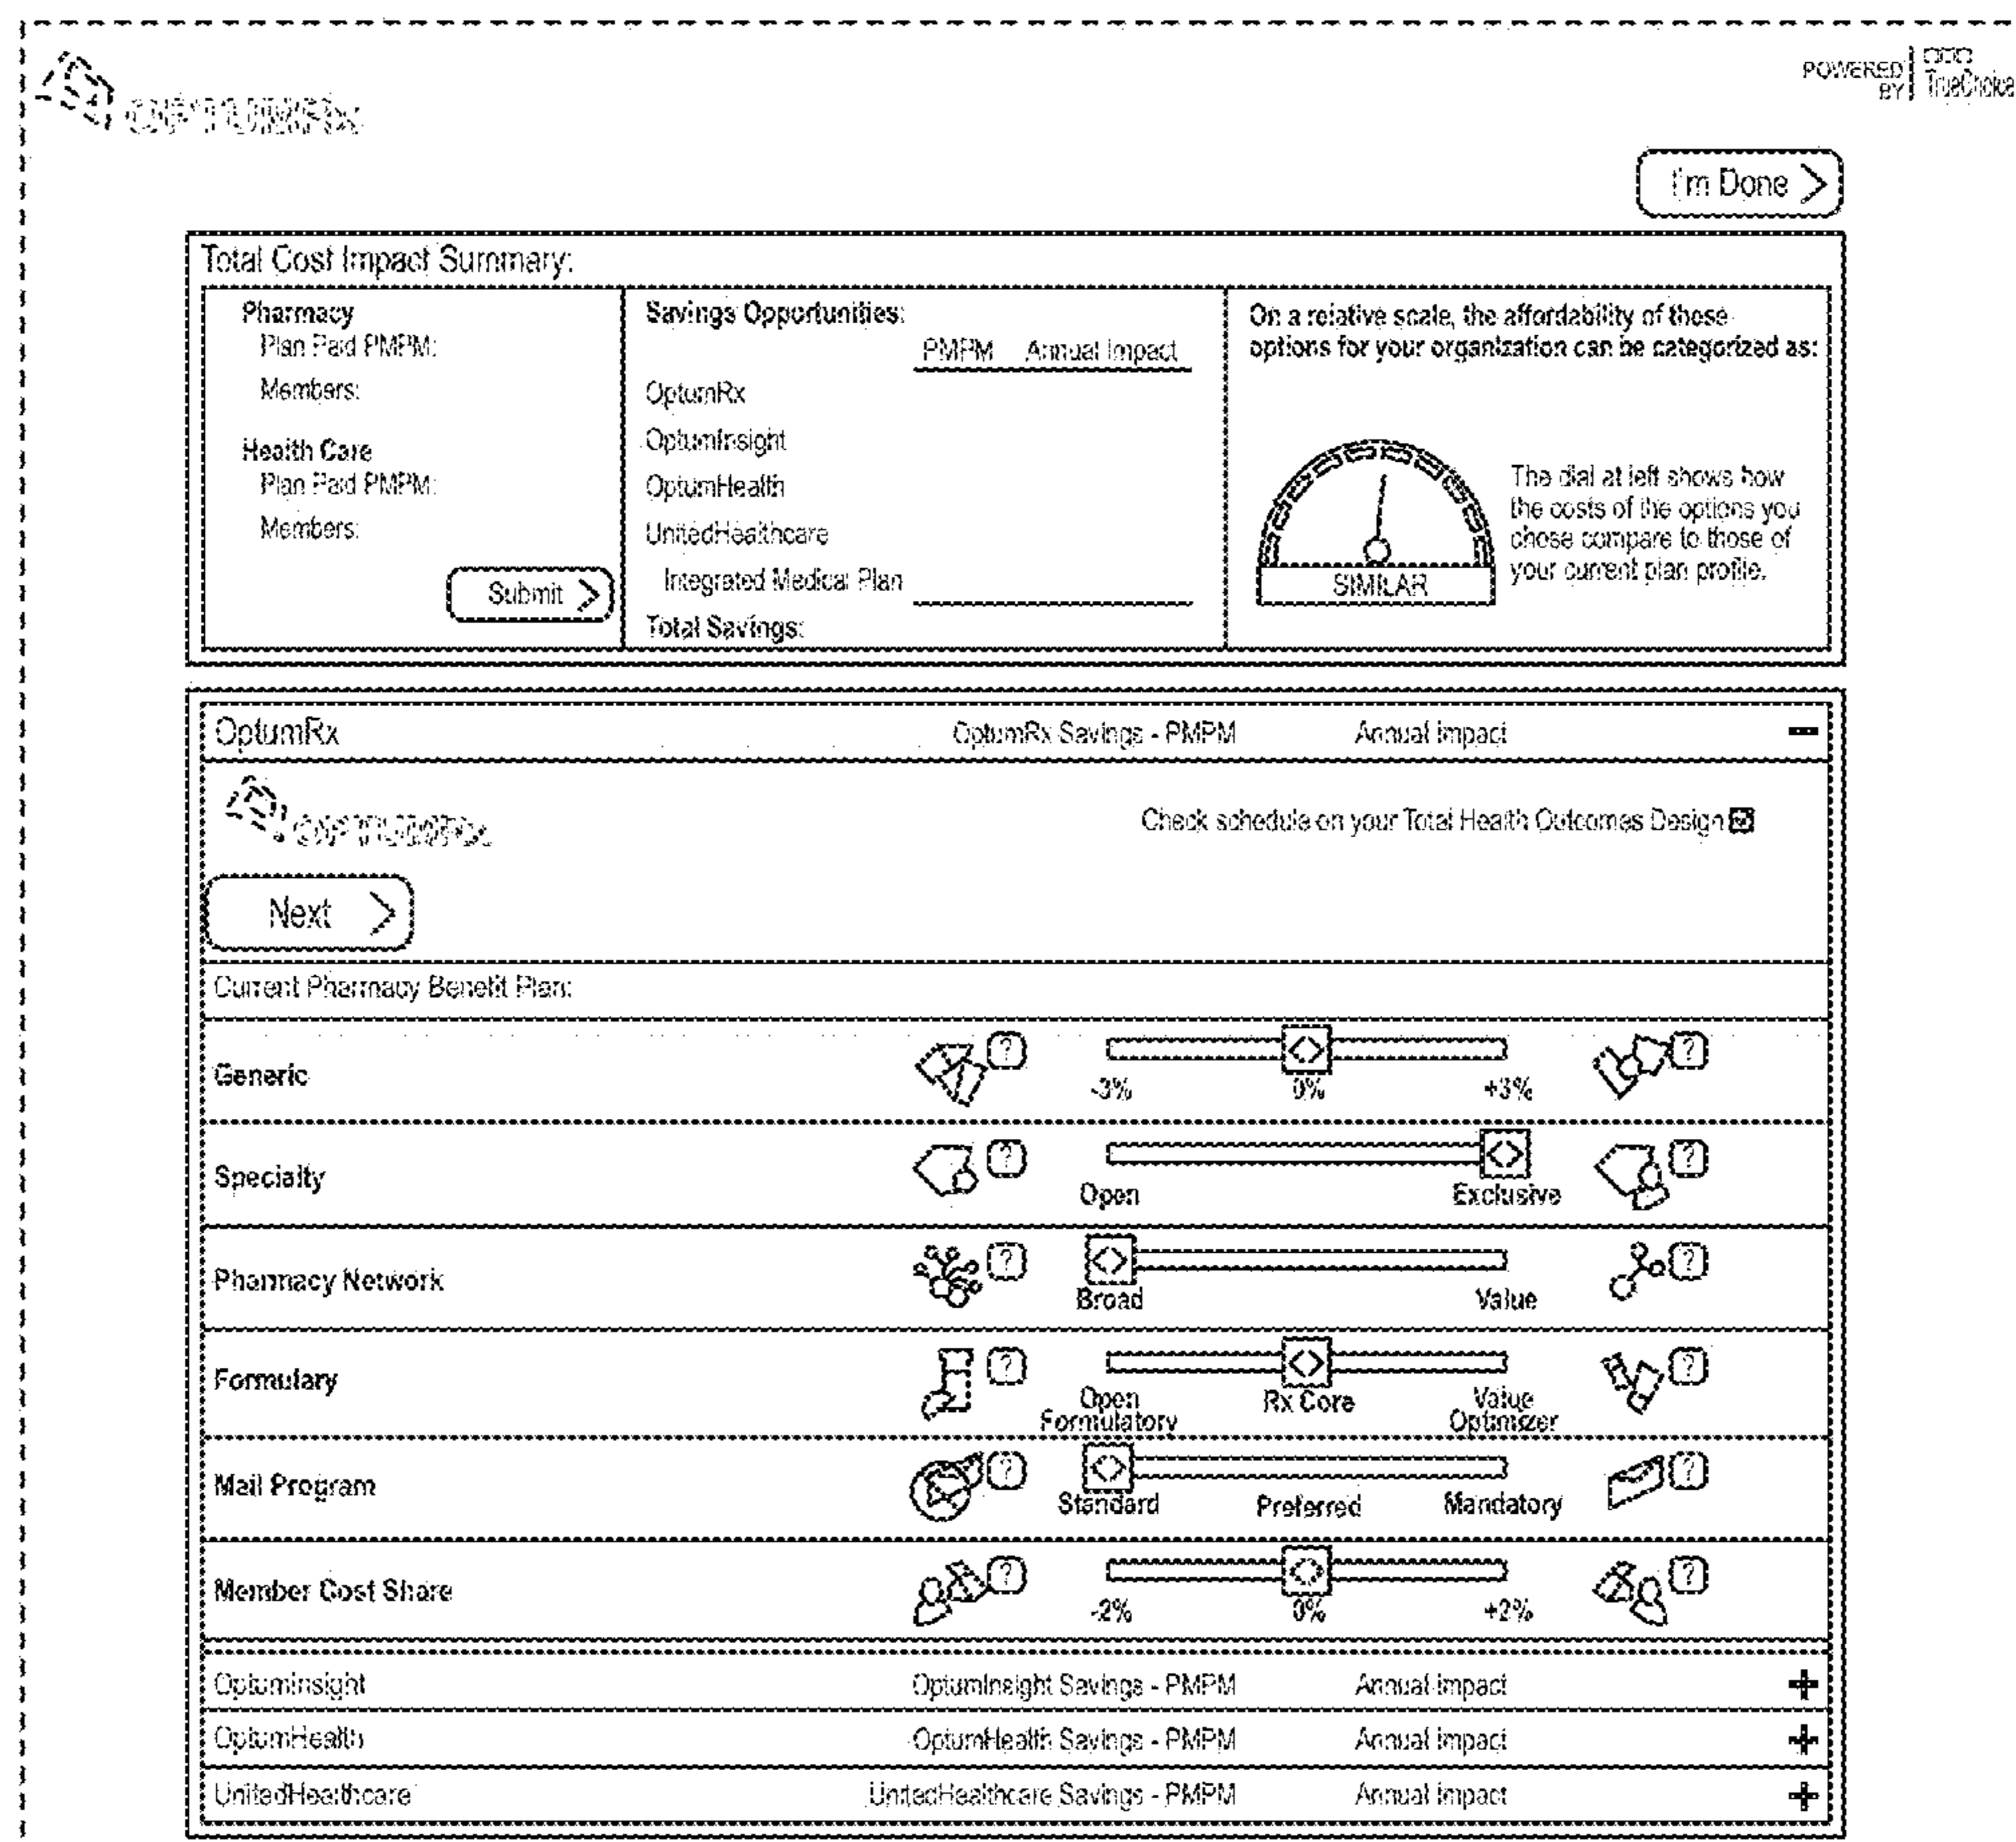 POWERED BY TrueChoice
OPTUMRx
I'm Done
Total Cost Impact Summary:
Pharmacy
Plan Paid PMPM:
Members:
Health Care
Plan Paid PMPM:
Members:
Submit
Savings Opportunities:
PMPM Annual Impact
OptumRx
OptumInsight
OptumHealth
UnitedHealthcare
Integrated Medical Plan
Total Savings:
On a relative scale, the affordability of these
options for your organization can be categorized as:
SIMILAR
The dial at left shows how
the costs of the options you
chose compare to those of
your current plan profile.
OptumRx OptumRx Savings - PMPM Annual Impact
OPTUMRx
Check schedule on your Total Health Outcomes Design
Next
Current Pharmacy Benefit Plan:
Generic ? ?
-3% 0% +3%
Specialty ? ?
Open Exclusive
Pharmacy Network ? ?
Broad Value
Formulary ? ?
Open Formulatory Rx Core Value Optimizer
Mail Program ? ?
Standard Preferred Mandatory
Member Cost Share ? ?
-2% 0% +2%
OptumInsight OptumInsight Savings - PMPM Annual Impact +
OptumHealth OptumHealth Savings - PMPM Annual Impact +
UnitedHealthcare UnitedHealthcare Savings - PMPM Annual Impact +